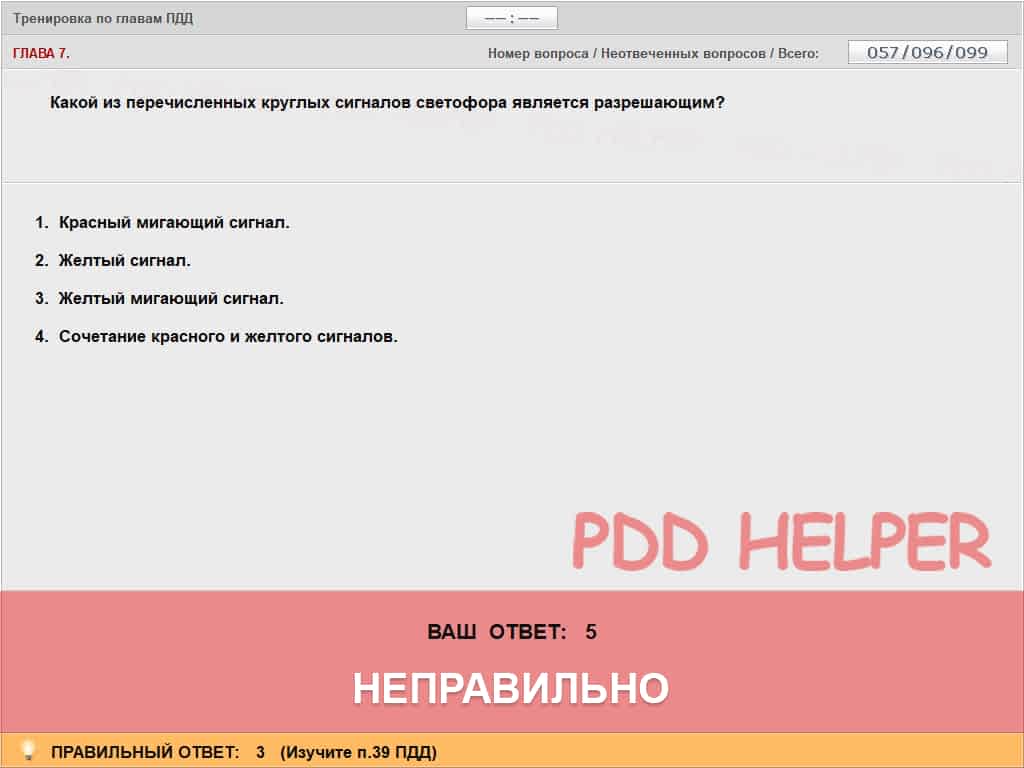 Тренировка по главам ПДД
——:——
ГЛАВА 7.
Номер вопроса / Неотвеченных вопросов / Всего:
057/096/099
Какой из перечисленных круглых сигналов светофора является разрешающим?
1. Красный мигающий сигнал.
2. Желтый сигнал.
3. Желтый мигающий сигнал.
4. Сочетание красного и желтого сигналов.
PDD HELPER
ВАШ ОТВЕТ: 5
НЕПРАВИЛЬНО
ПРАВИЛЬНЫЙ ОТВЕТ: 3 (Изучите п.39 ПДД)